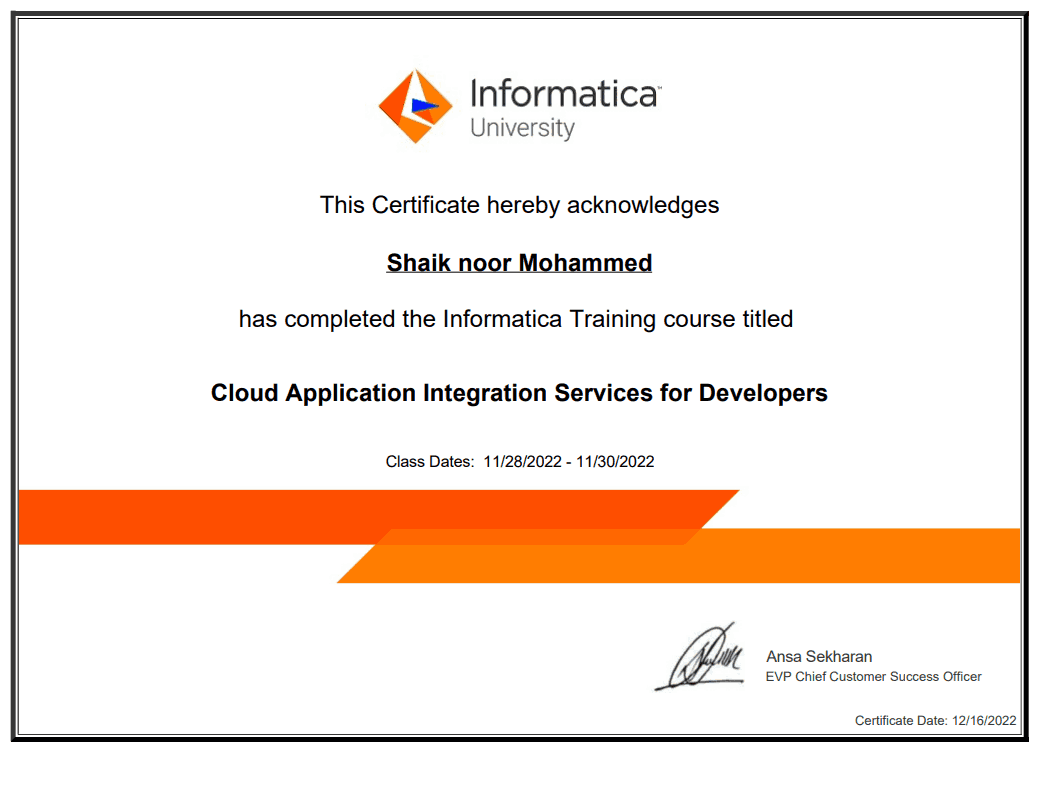 Informatica™
University
This Certificate hereby acknowledges
Shaik noor Mohammed
has completed the Informatica Training course titled
Cloud Application Integration Services for Developers
Class Dates: 11/28/2022 - 11/30/2022
Ansa Sekharan
EVP Chief Customer Success Officer
Certificate Date: 12/16/2022